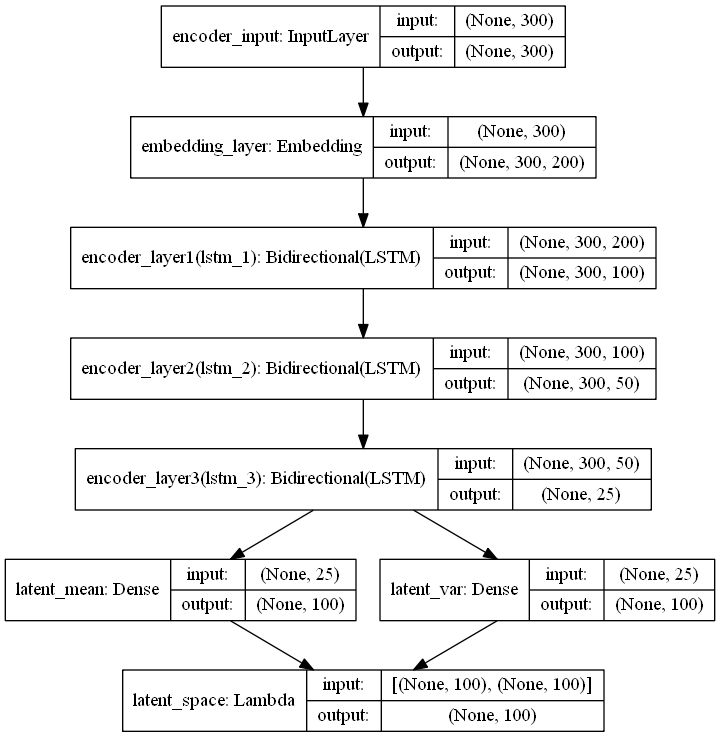 encoder_input: InputLayer
input: (None, 300)
output: (None, 300)
embedding_layer: Embedding
input: (None, 300)
output: (None, 300, 200)
encoder_layer1(lstm_1): Bidirectional(LSTM)
input: (None, 300, 200)
output: (None, 300, 100)
encoder_layer2(lstm_2): Bidirectional(LSTM)
input: (None, 300, 100)
output: (None, 300, 50)
encoder_layer3(lstm_3): Bidirectional(LSTM)
input: (None, 300, 50)
output: (None, 25)
latent_mean: Dense
input: (None, 25)
output: (None, 100)
latent_var: Dense
input: (None, 25)
output: (None, 100)
latent_space: Lambda
input: [(None, 100), (None, 100)]
output: (None, 100)